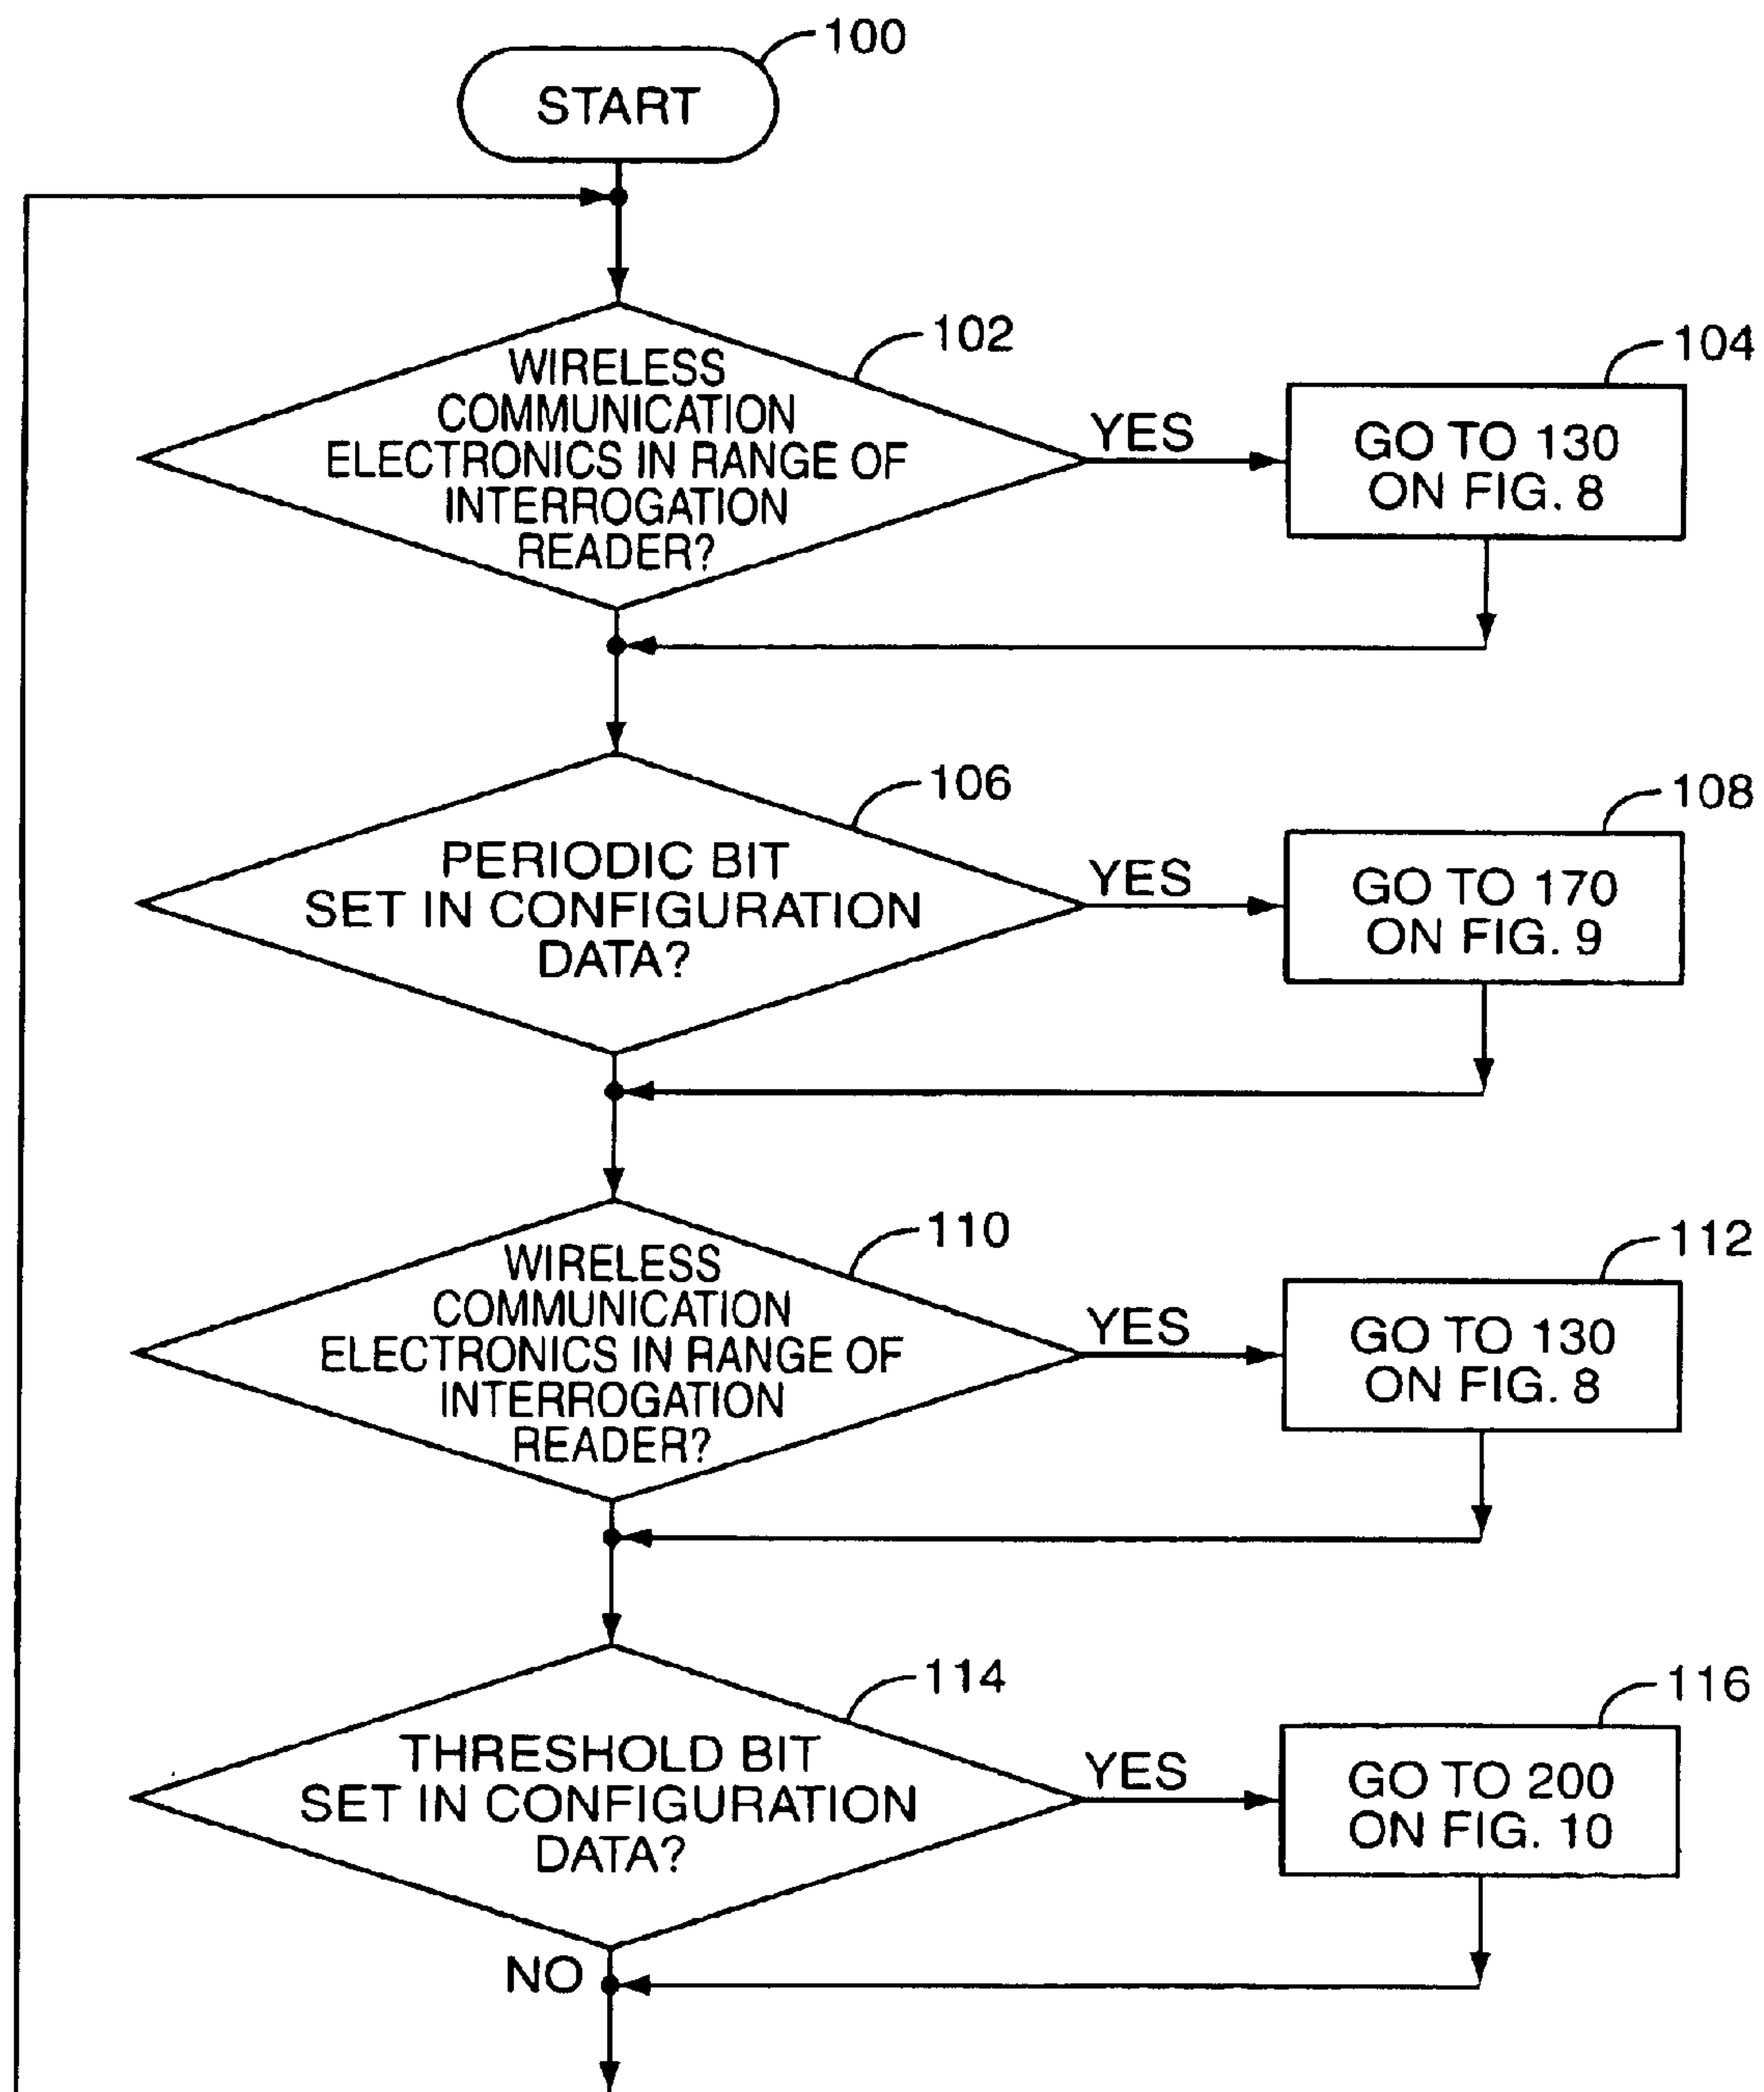 100
START
102
WIRELESS
COMMUNICATION
ELECTRONICS IN RANGE OF
INTERROGATION
READER?
YES
104
GO TO 130
ON FIG. 8
106
PERIODIC BIT
SET IN CONFIGURATION
DATA?
YES
108
GO TO 170
ON FIG. 9
110
WIRELESS
COMMUNICATION
ELECTRONICS IN RANGE OF
INTERROGATION
READER?
YES
112
GO TO 130
ON FIG. 8
114
THRESHOLD BIT
SET IN CONFIGURATION
DATA?
YES
116
GO TO 200
ON FIG. 10
NO